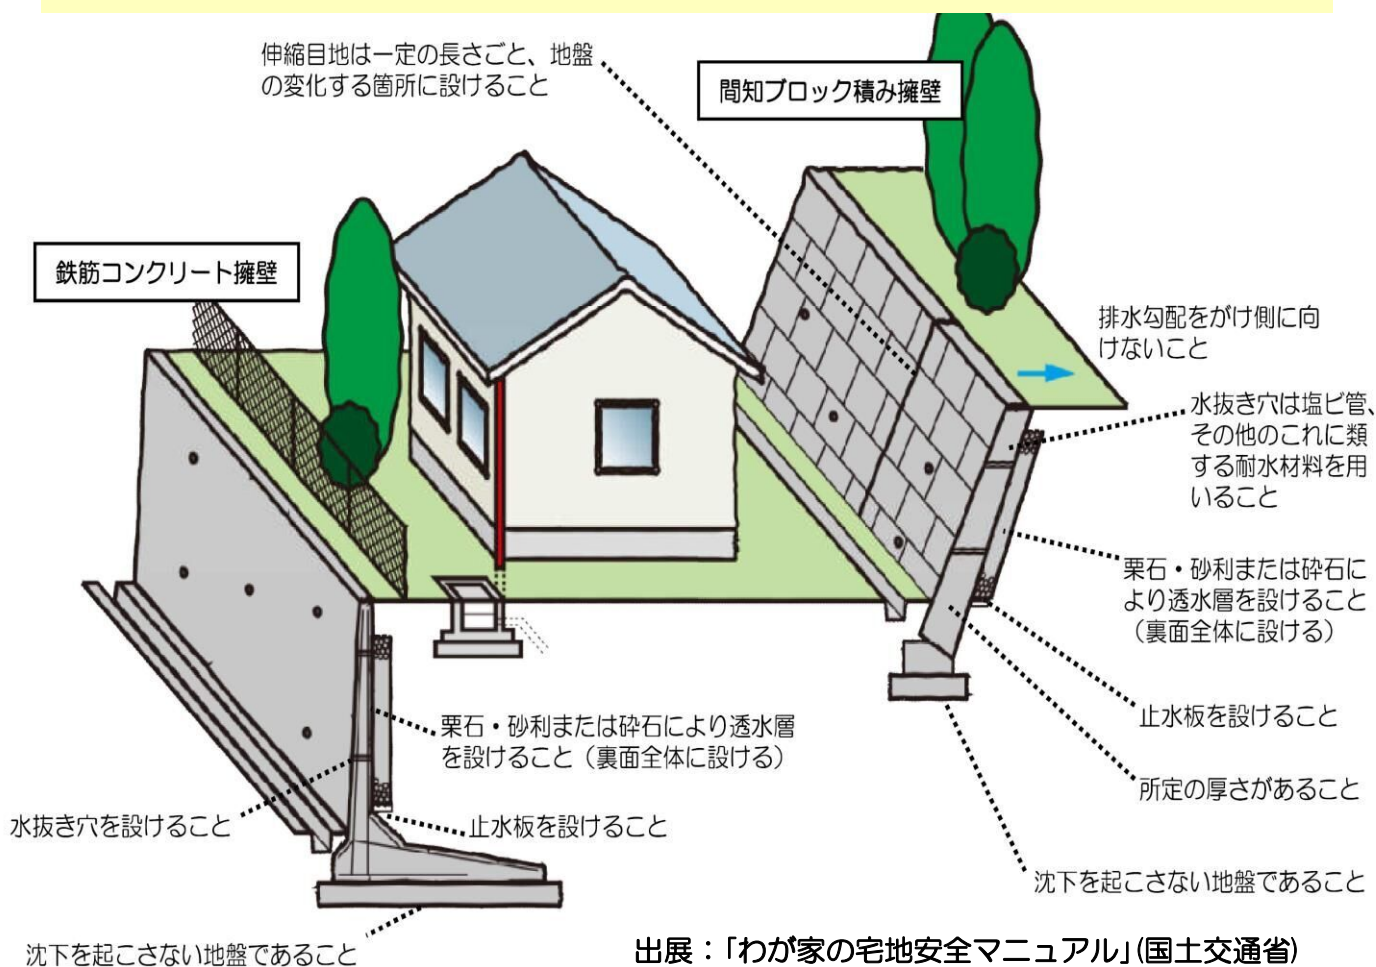 伸縮目地は一定の長さごと、地盤
の変化する箇所に設けること
間知ブロック積み擁壁
鉄筋コンクリート擁壁
排水勾配をがけ側に向
けないこと
水抜き穴は塩ビ管、
その他のこれに類
する耐水材料を用
いること
栗石・砂利または砕石に
より透水層を設けること
（裏面全体に設ける）
栗石・砂利または砕石により透水層
を設けること（裏面全体に設ける）
止水板を設けること
所定の厚さがあること
水抜き穴を設けること
止水板を設けること
沈下を起こさない地盤であること
沈下を起こさない地盤であること
出展：「わが家の宅地安全マニュアル」(国土交通省)